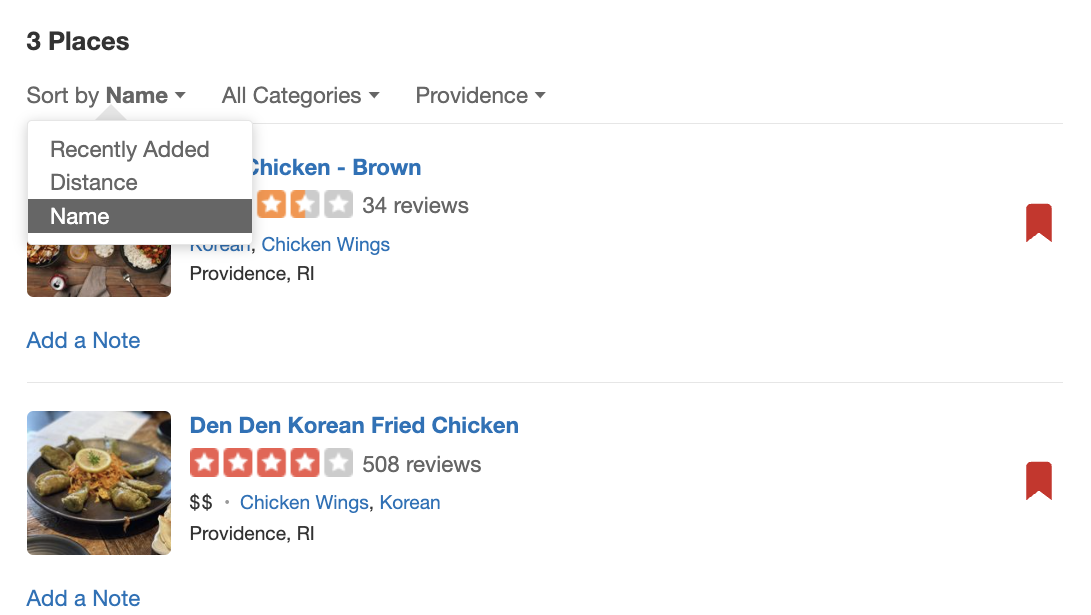 3 Places
Sort by Name All Categories Providence
Recently Added
Distance
Name
Chicken - Brown
34 reviews
Korean, Chicken Wings
Providence, RI
Add a Note
Den Den Korean Fried Chicken
508 reviews
$$ · Chicken Wings, Korean
Providence, RI
Add a Note